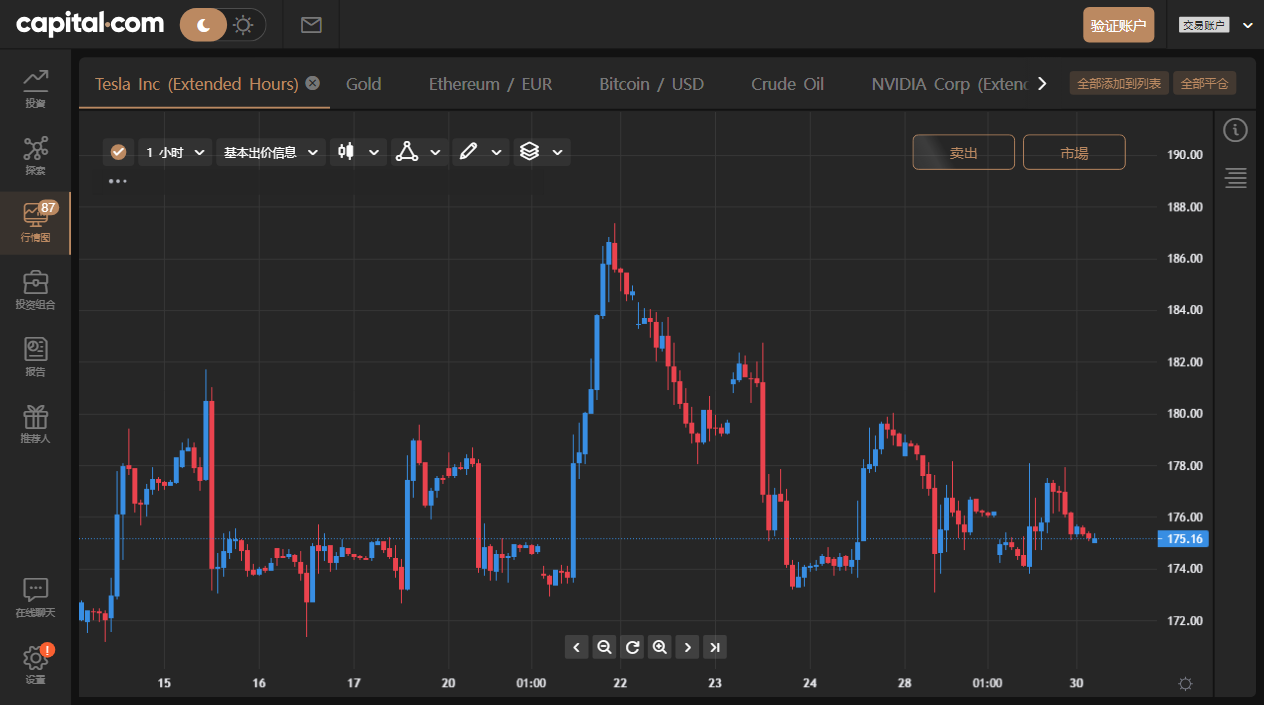 capital.com
验证账户
交易账户
Tesla Inc (Extended Hours)
Gold
Ethereum / EUR
Bitcoin / USD
Crude Oil
NVIDIA Corp (Exten
全部添加到列表
全部平仓
投资
探索
87
行情图
投资组合
报告
推荐人
在线聊天
!
设置
1 小时
基本出价信息
卖出
市場
190.00
188.00
186.00
184.00
182.00
180.00
178.00
176.00
175.16
174.00
172.00
15
16
17
20
01:00
22
23
24
28
01:00
30